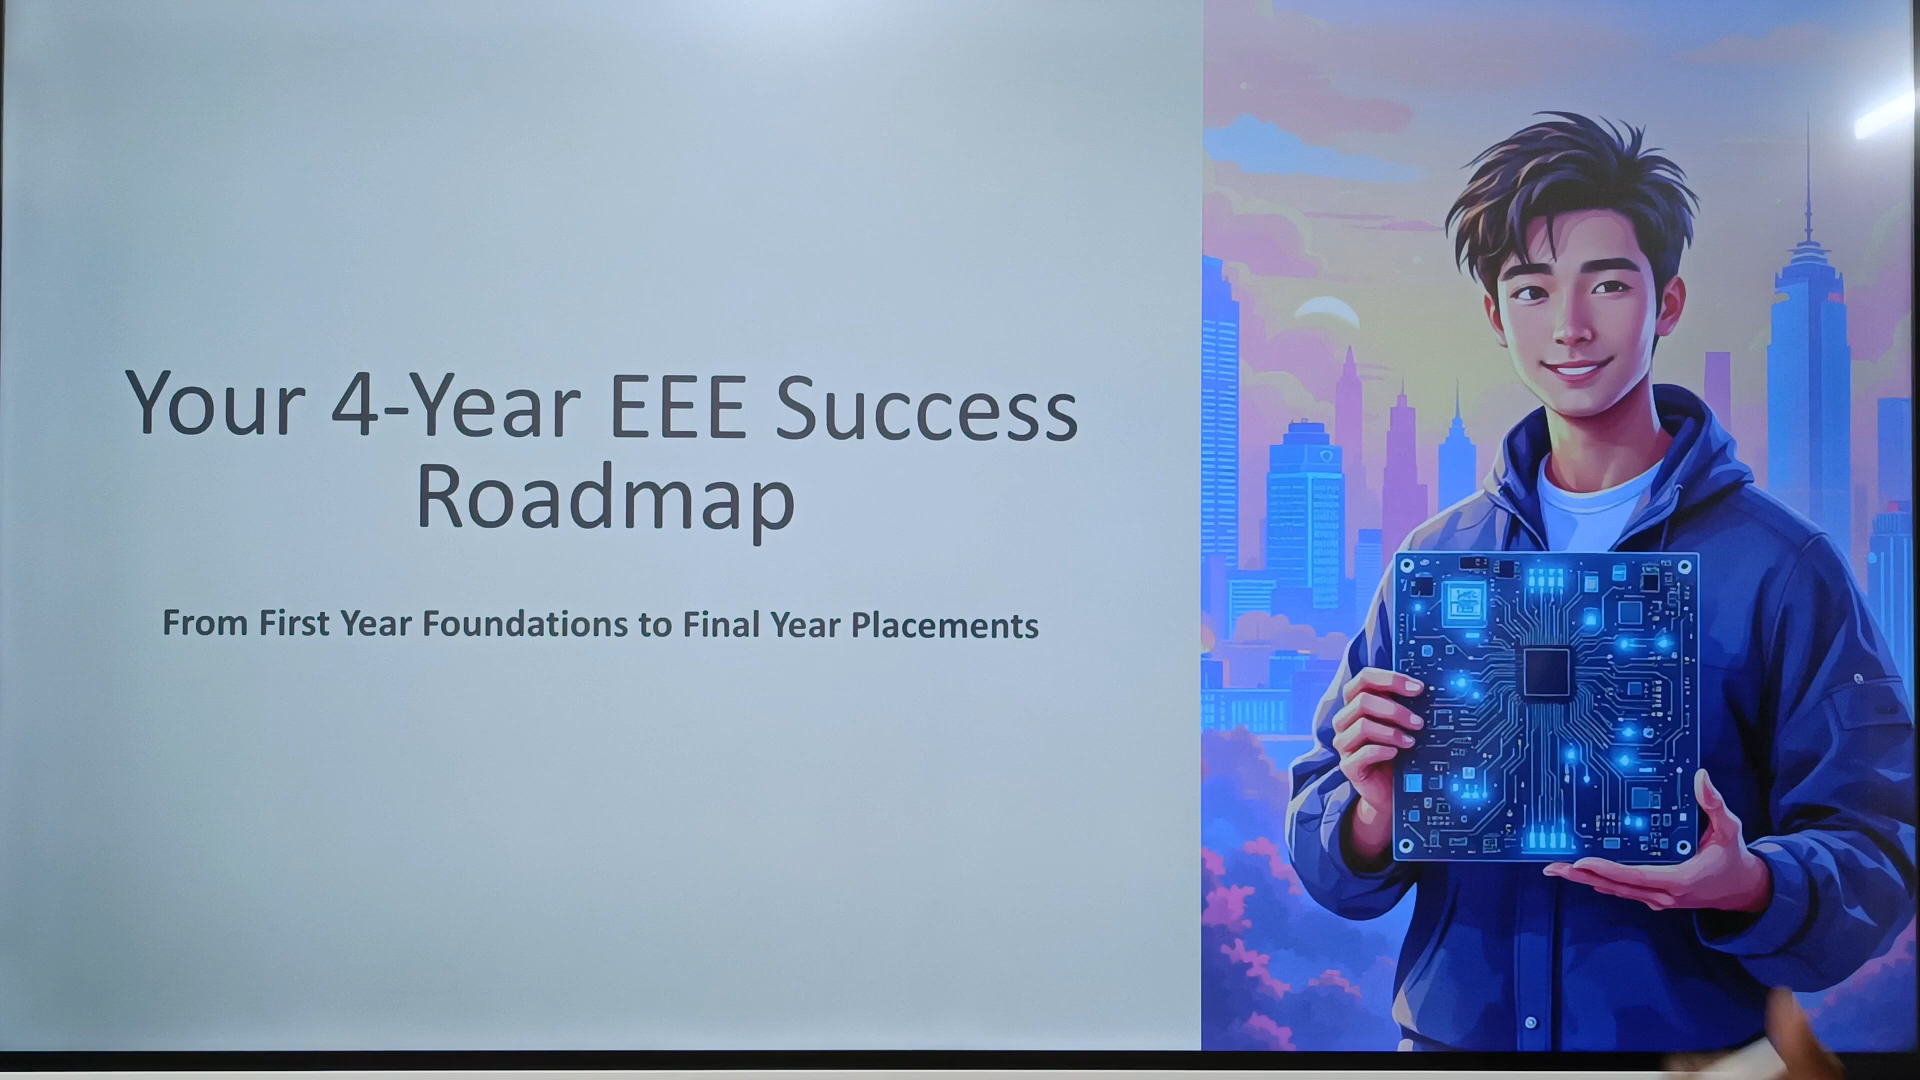 Your 4-Year EEE Success
Roadmap
From First Year Foundations to Final Year Placements